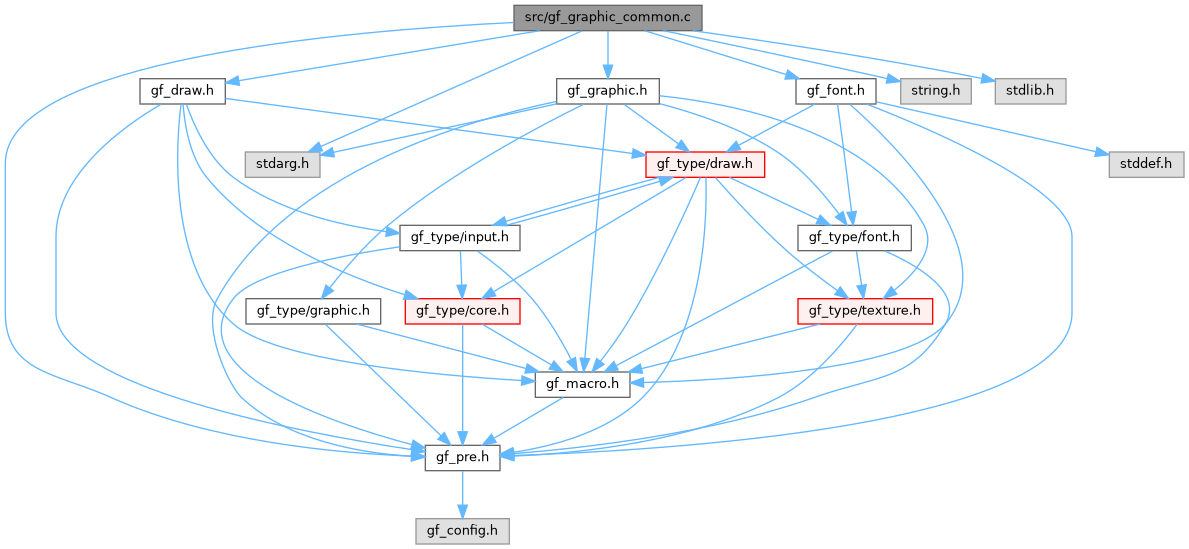 src/gf_graphic_common.c
gf_draw.h
gf_graphic.h
gf_font.h
string.h
stdlib.h
stdarg.h
gf_type/draw.h
stddef.h
gf_type/input.h
gf_type/font.h
gf_type/graphic.h
gf_type/core.h
gf_type/texture.h
gf_macro.h
gf_pre.h
gf_config.h